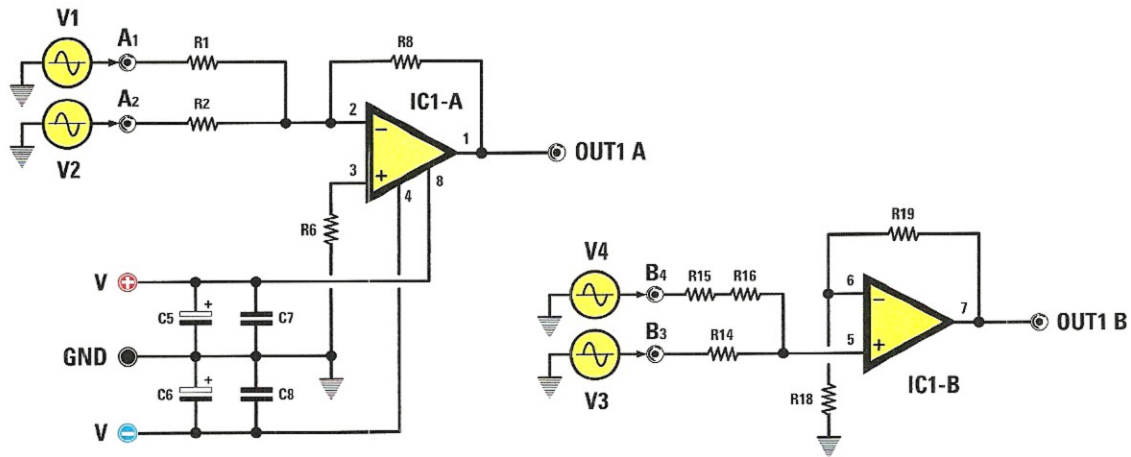 V1
A1
R1
R8
IC1-A
A2
R2
2
−
1
OUT1 A
V2
3
+
8
4
R6
V +
C5 +
C7
GND
C6 +
C8
V −
R19
V4
B4
R15
R16
6
−
7
OUT1 B
B3
R14
5
+
V3
R18
IC1-B